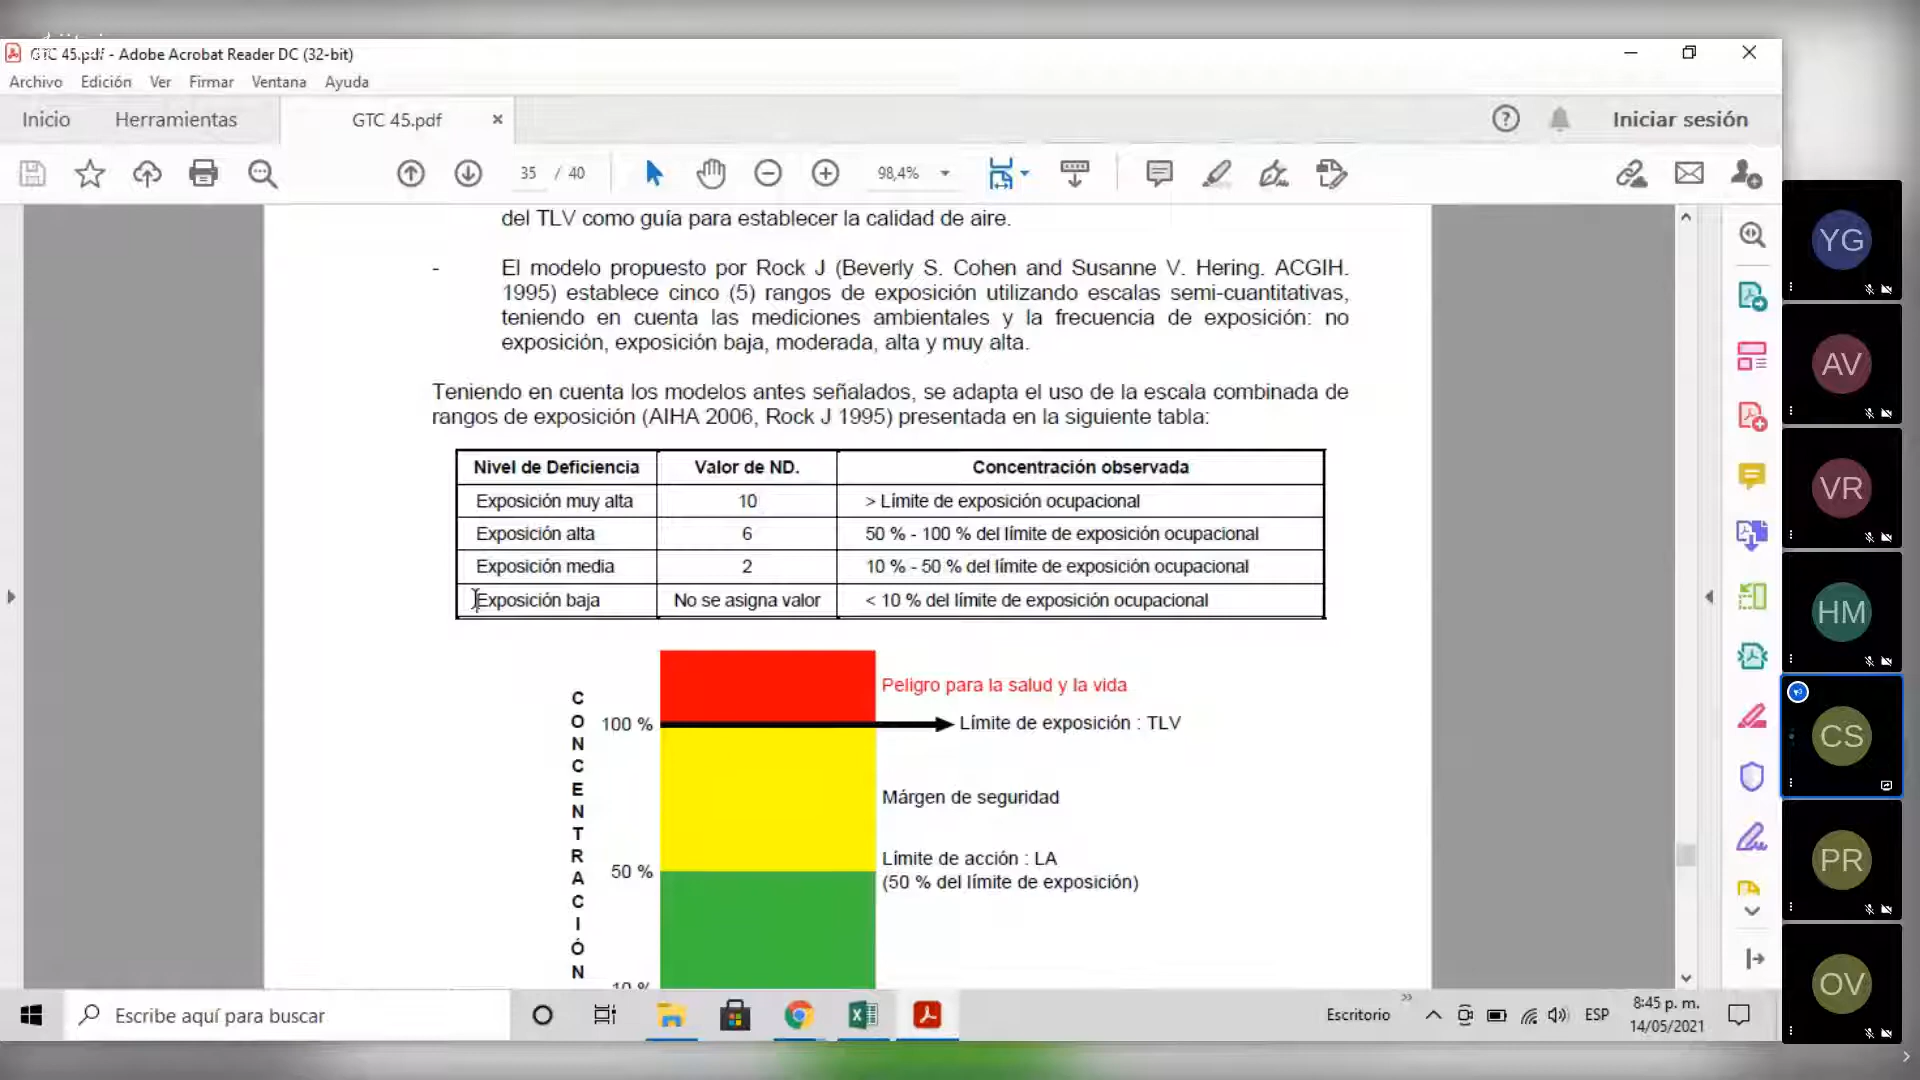 GTC 45.pdf - Adobe Acrobat Reader DC (32-bit)
Archivo Edición Ver Firmar Ventana Ayuda
Inicio Herramientas GTC 45.pdf × Iniciar sesión
35 / 40 98,4%
del TLV como guía para establecer la calidad de aire.
- El modelo propuesto por Rock J (Beverly S. Cohen and Susanne V. Hering. ACGIH.
1995) establece cinco (5) rangos de exposición utilizando escalas semi-cuantitativas,
teniendo en cuenta las mediciones ambientales y la frecuencia de exposición: no
exposición, exposición baja, moderada, alta y muy alta.
Teniendo en cuenta los modelos antes señalados, se adapta el uso de la escala combinada de
rangos de exposición (AIHA 2006, Rock J 1995) presentada en la siguiente tabla:
Nivel de Deficiencia Valor de ND. Concentración observada
Exposición muy alta 10 > Límite de exposición ocupacional
Exposición alta 6 50 % - 100 % del límite de exposición ocupacional
Exposición media 2 10 % - 50 % del límite de exposición ocupacional
Exposición baja No se asigna valor < 10 % del límite de exposición ocupacional
CONCENTRACIÓN
Peligro para la salud y la vida
100 % Límite de exposición : TLV
Márgen de seguridad
Límite de acción : LA
50 % (50 % del límite de exposición)
10 %
YG
AV
VR
HM
CS
PR
OV
Escribe aquí para buscar
Escritorio ESP
8:45 p. m.
14/05/2021